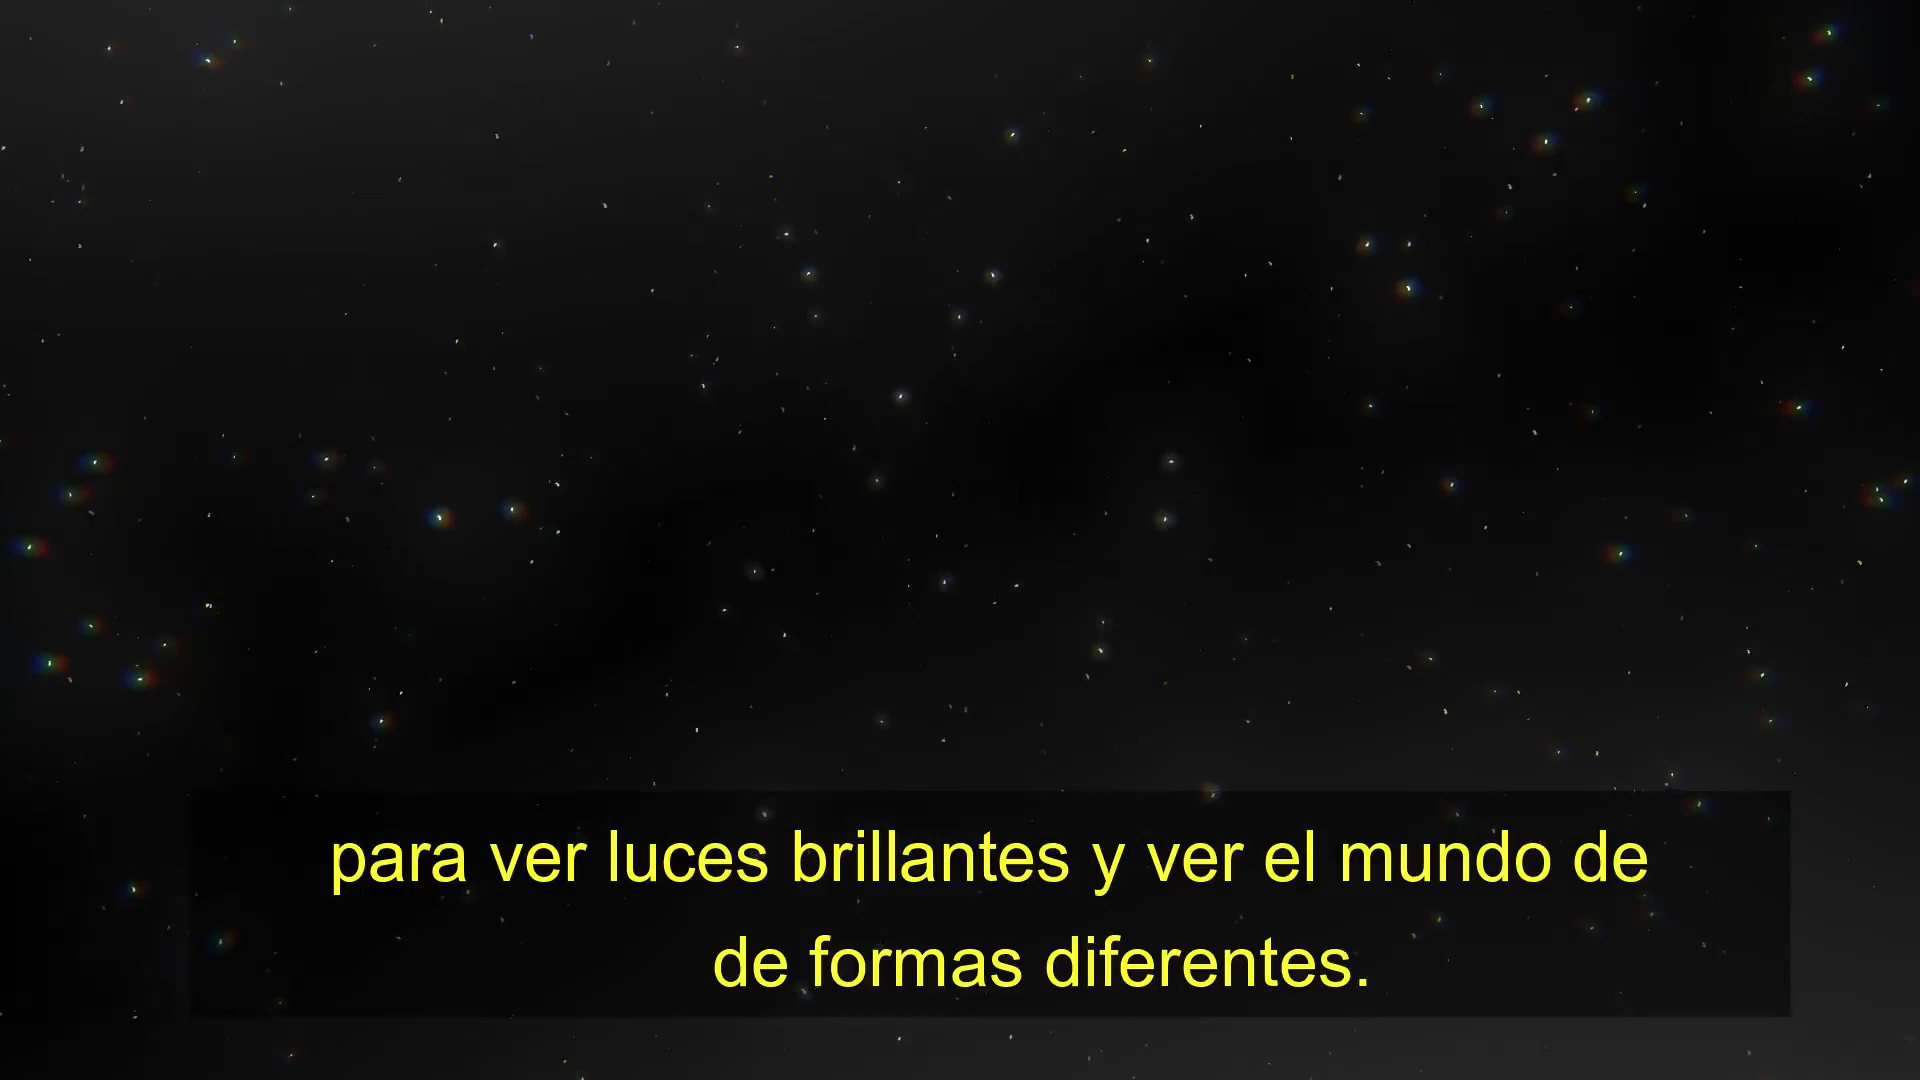 para ver luces brillantes y ver el mundo de
de formas diferentes.